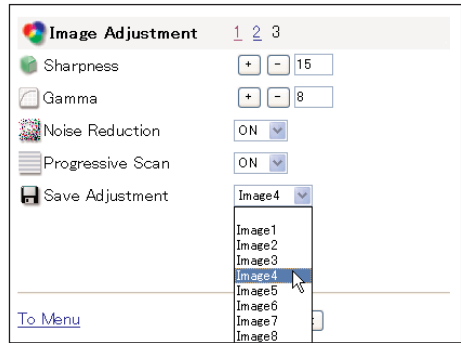 Image Adjustment 1 2 3
Sharpness + - 15
Gamma + - 8
Noise Reduction ON
Progressive Scan ON
Save Adjustment Image4
Image1
Image2
Image3
Image4
Image5
Image6
To Menu Image7
Image8